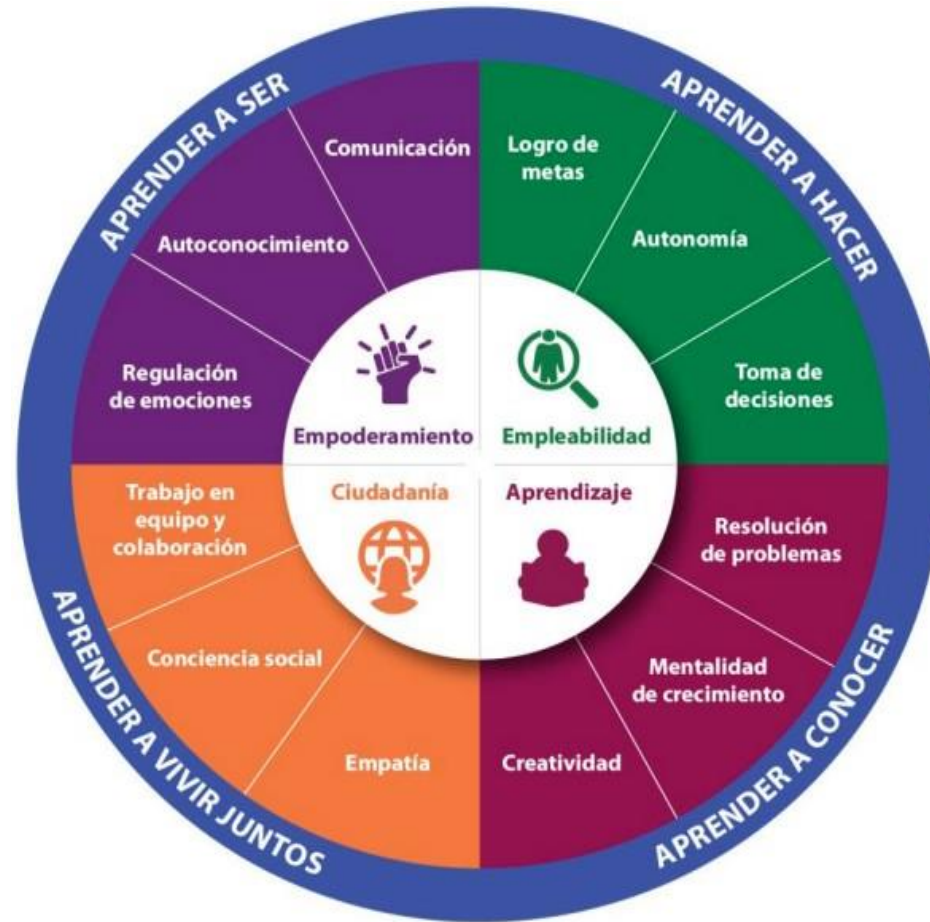 APRENDER A SER
Comunicación
Autoconocimiento
Regulación
de emociones
Empoderamiento
APRENDER A HACER
Logro de
metas
Autonomía
Toma de
decisiones
Empleabilidad
Ciudadanía
Trabajo en
equipo y
colaboración
Conciencia social
Empatía
APRENDER A VIVIR JUNTOS
Aprendizaje
Resolución
de problemas
Mentalidad
de crecimiento
Creatividad
APRENDER A CONOCER